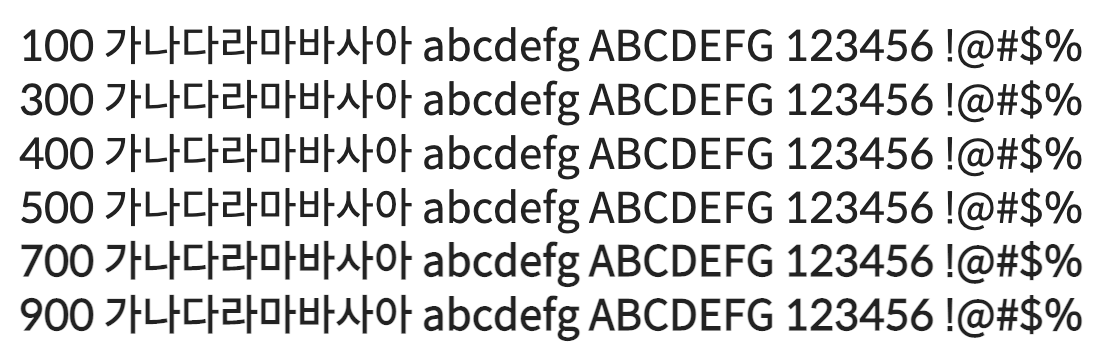 100 가나다라마바사아 abcdefg ABCDEFG 123456 !@#$%
300 가나다라마바사아 abcdefg ABCDEFG 123456 !@#$%
400 가나다라마바사아 abcdefg ABCDEFG 123456 !@#$%
500 가나다라마바사아 abcdefg ABCDEFG 123456 !@#$%
700 가나다라마바사아 abcdefg ABCDEFG 123456 !@#$%
900 가나다라마바사아 abcdefg ABCDEFG 123456 !@#$%